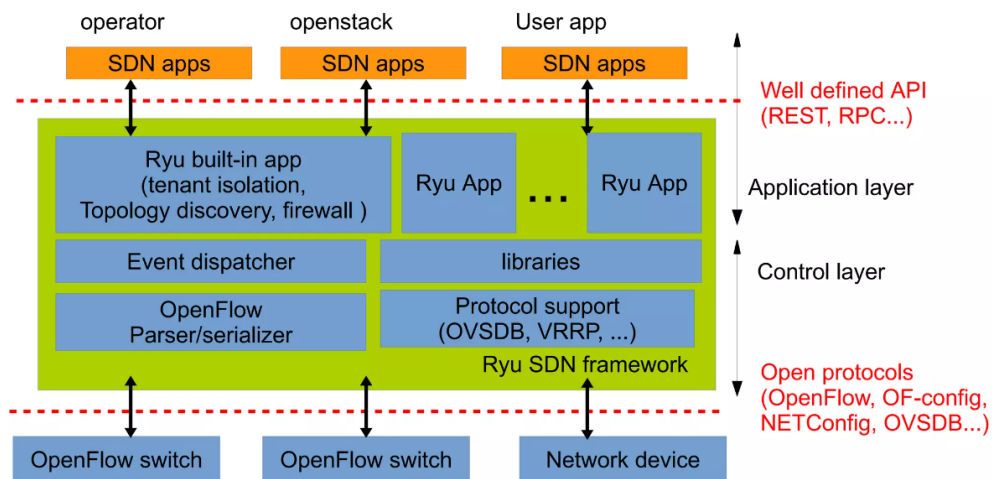 operator
openstack
User app
SDN apps
SDN apps
SDN apps
Well defined API
(REST, RPC...)
Ryu built-in app
(tenant isolation,
Topology discovery, firewall )
Ryu App
...
Ryu App
Application layer
Event dispatcher
libraries
Control layer
OpenFlow
Parser/serializer
Protocol support
(OVSDB, VRRP, ...)
Ryu SDN framework
Open protocols
(OpenFlow, OF-config,
NETConfig, OVSDB...)
OpenFlow switch
OpenFlow switch
Network device